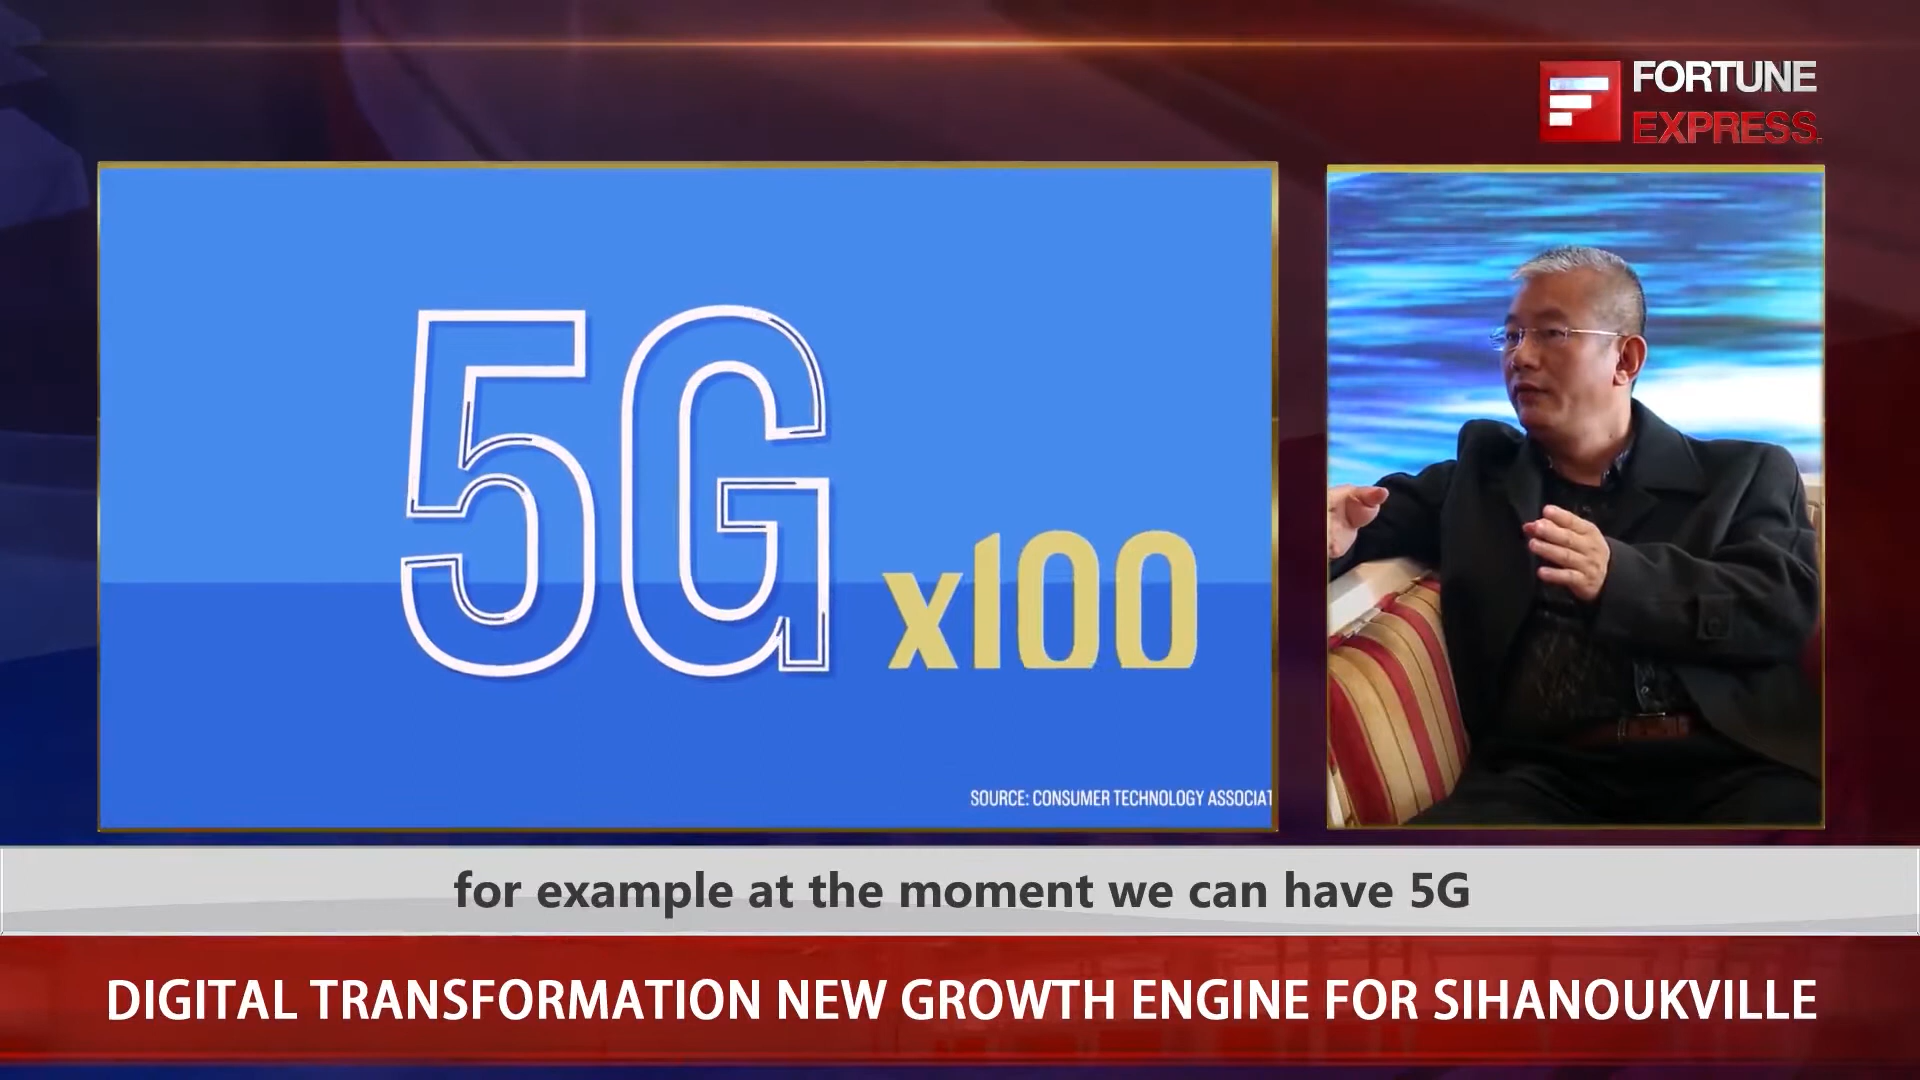 FORTUNE
EXPRESS
5G x100
SOURCE: CONSUMER TECHNOLOGY ASSOCIAT
for example at the moment we can have 5G
DIGITAL TRANSFORMATION NEW GROWTH ENGINE FOR SIHANOUKVILLE